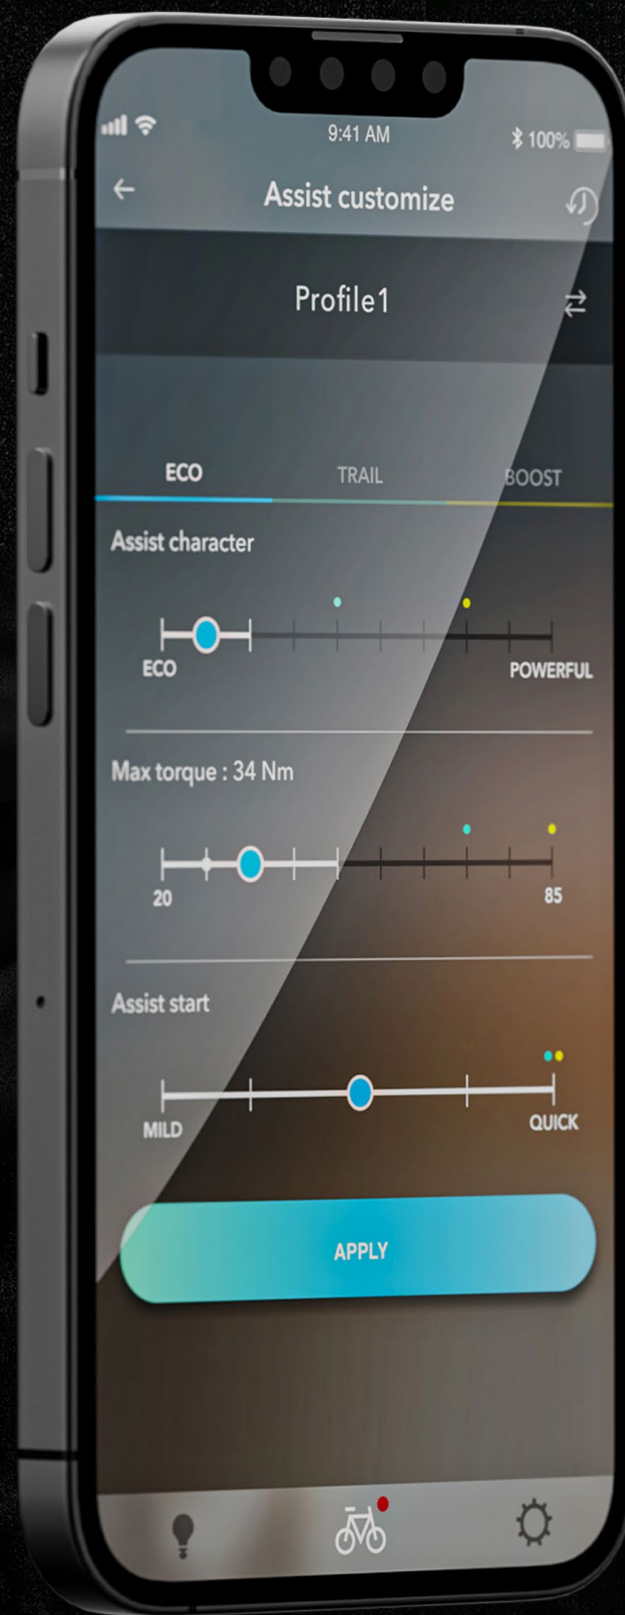 9:41 AM
100%
Assist customize
Profile1
ECO TRAIL BOOST
Assist character
ECO POWERFUL
Max torque : 34 Nm
20 85
Assist start
MILD QUICK
APPLY